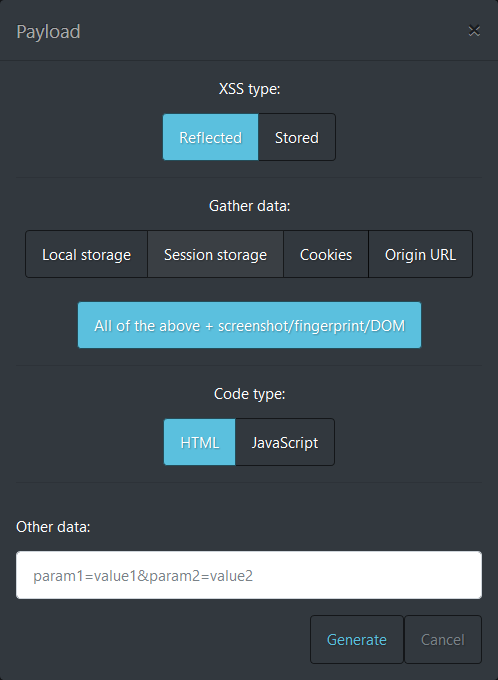 Payload ×
XSS type:
Reflected Stored
Gather data:
Local storage Session storage Cookies Origin URL
All of the above + screenshot/fingerprint/DOM
Code type:
HTML JavaScript
Other data:
param1=value1&param2=value2
Generate Cancel